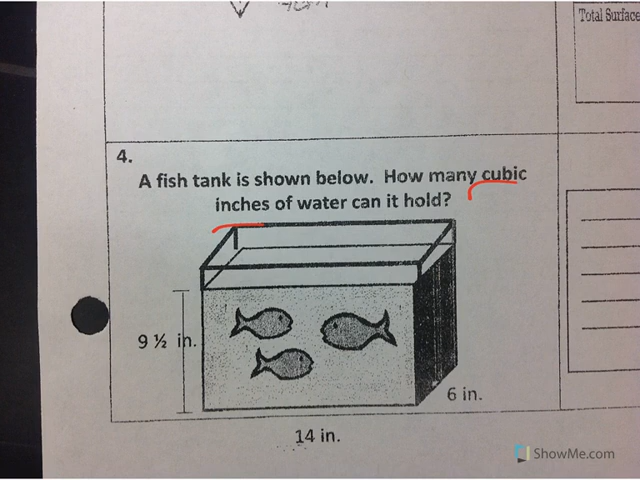 Total Surface
4.
A fish tank is shown below. How many cubic
inches of water can it hold?
9 ½ in.
6 in.
14 in.
ShowMe.com